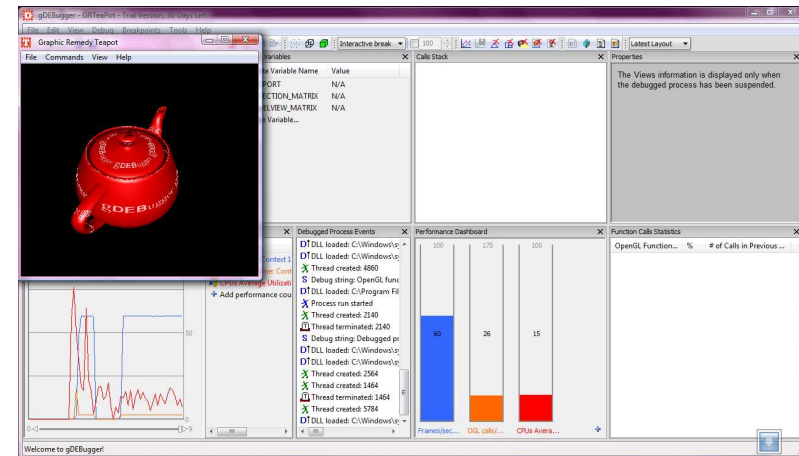 gDEBugger - GRTeaPot - Trial Version, 30 Days Left
File Edit View Debug Breakpoints Tools Help
Interactive break
100
Latest Layout
Graphic Remedy Teapot
File Commands View Help
GDEBugger
Variables
Variable Name Value
PORT N/A
ECTION_MATRIX N/A
ELVIEW_MATRIX N/A
Variable...
Calls Stack
Properties
The Views information is displayed only when
the debugged process has been suspended.
Context 1
CPUs Average Utilizati
Add performance cou
50
0
0
9
Debugged Process Events
DLL loaded: C:\Windows\s
DLL loaded: C:\Windows\s
Thread created: 4860
Debug string: OpenGL func
DLL loaded: C:\Program Fil
Process run started
Thread created: 2140
Thread terminated: 2140
Debug string: Debugged pr
DLL loaded: C:\Windows\s
DLL loaded: C:\Windows\s
Thread created: 2564
Thread created: 1464
Thread terminated: 1464
Thread created: 5784
DLL loaded: C:\Windows\s
Performance Dashboard
100 175 100
60 26 15
Frames/sec... OGL calls/... CPUs Avera...
Function Calls Statistics
OpenGL Function... % # of Calls in Previous ...
Welcome to gDEBugger!